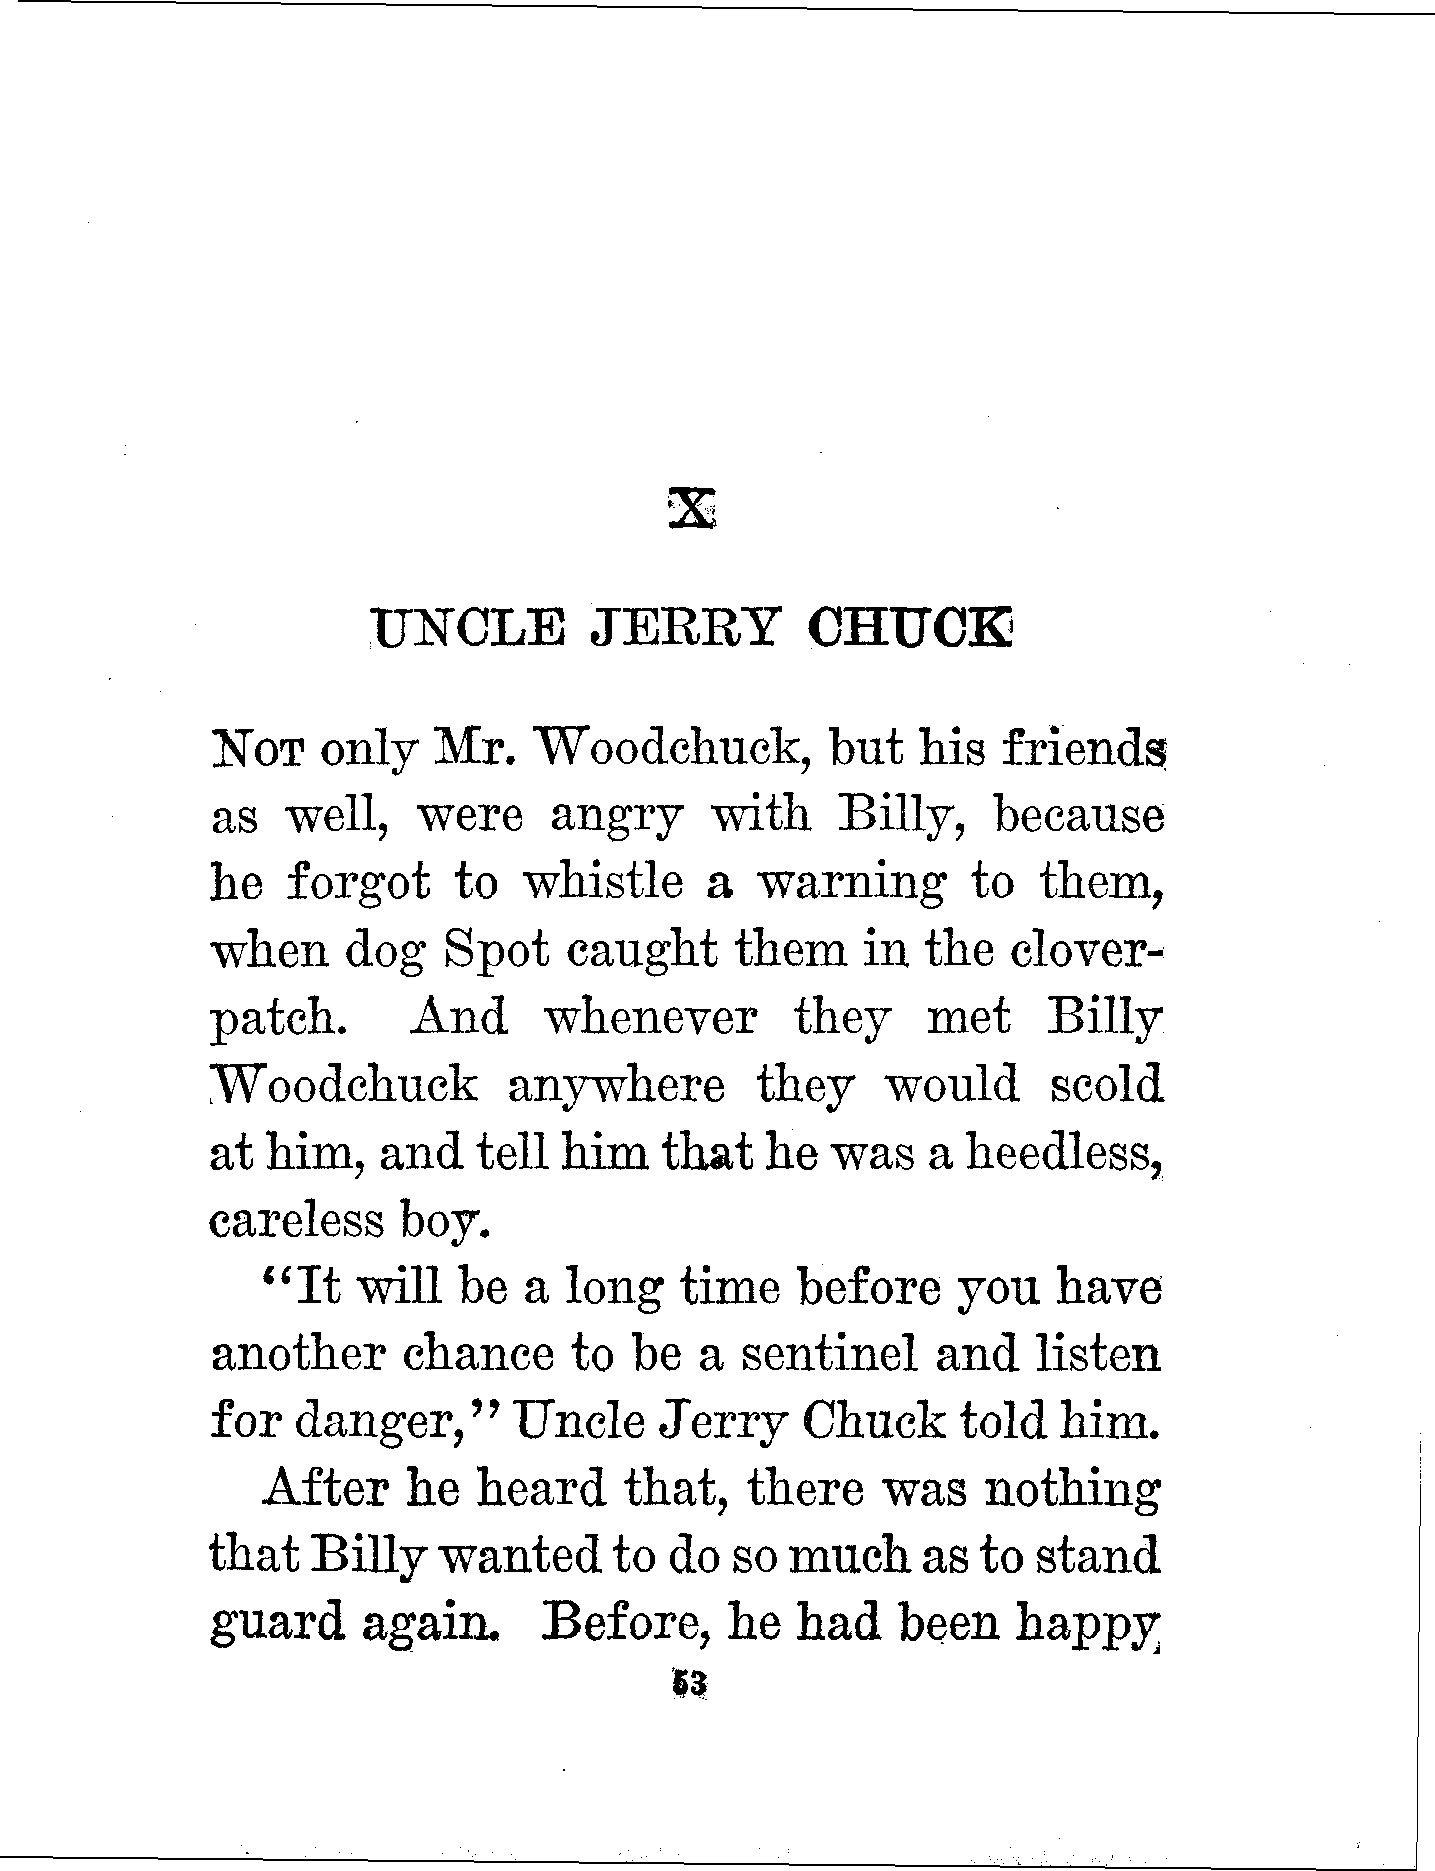 X
UNCLE JERRY CHUCK
NOT only Mr. Woodchuck, but his friends
as well, were angry with Billy, because
he forgot to whistle a warning to them,
when dog Spot caught them in the clover-
patch. And whenever they met Billy
Woodchuck anywhere they would scold
at him, and tell him that he was a heedless,
careless boy.
“It will be a long time before you have
another chance to be a sentinel and listen
for danger,” Uncle Jerry Chuck told him.
After he heard that, there was nothing
that Billy wanted to do so much as to stand
guard again. Before, he had been happy
53